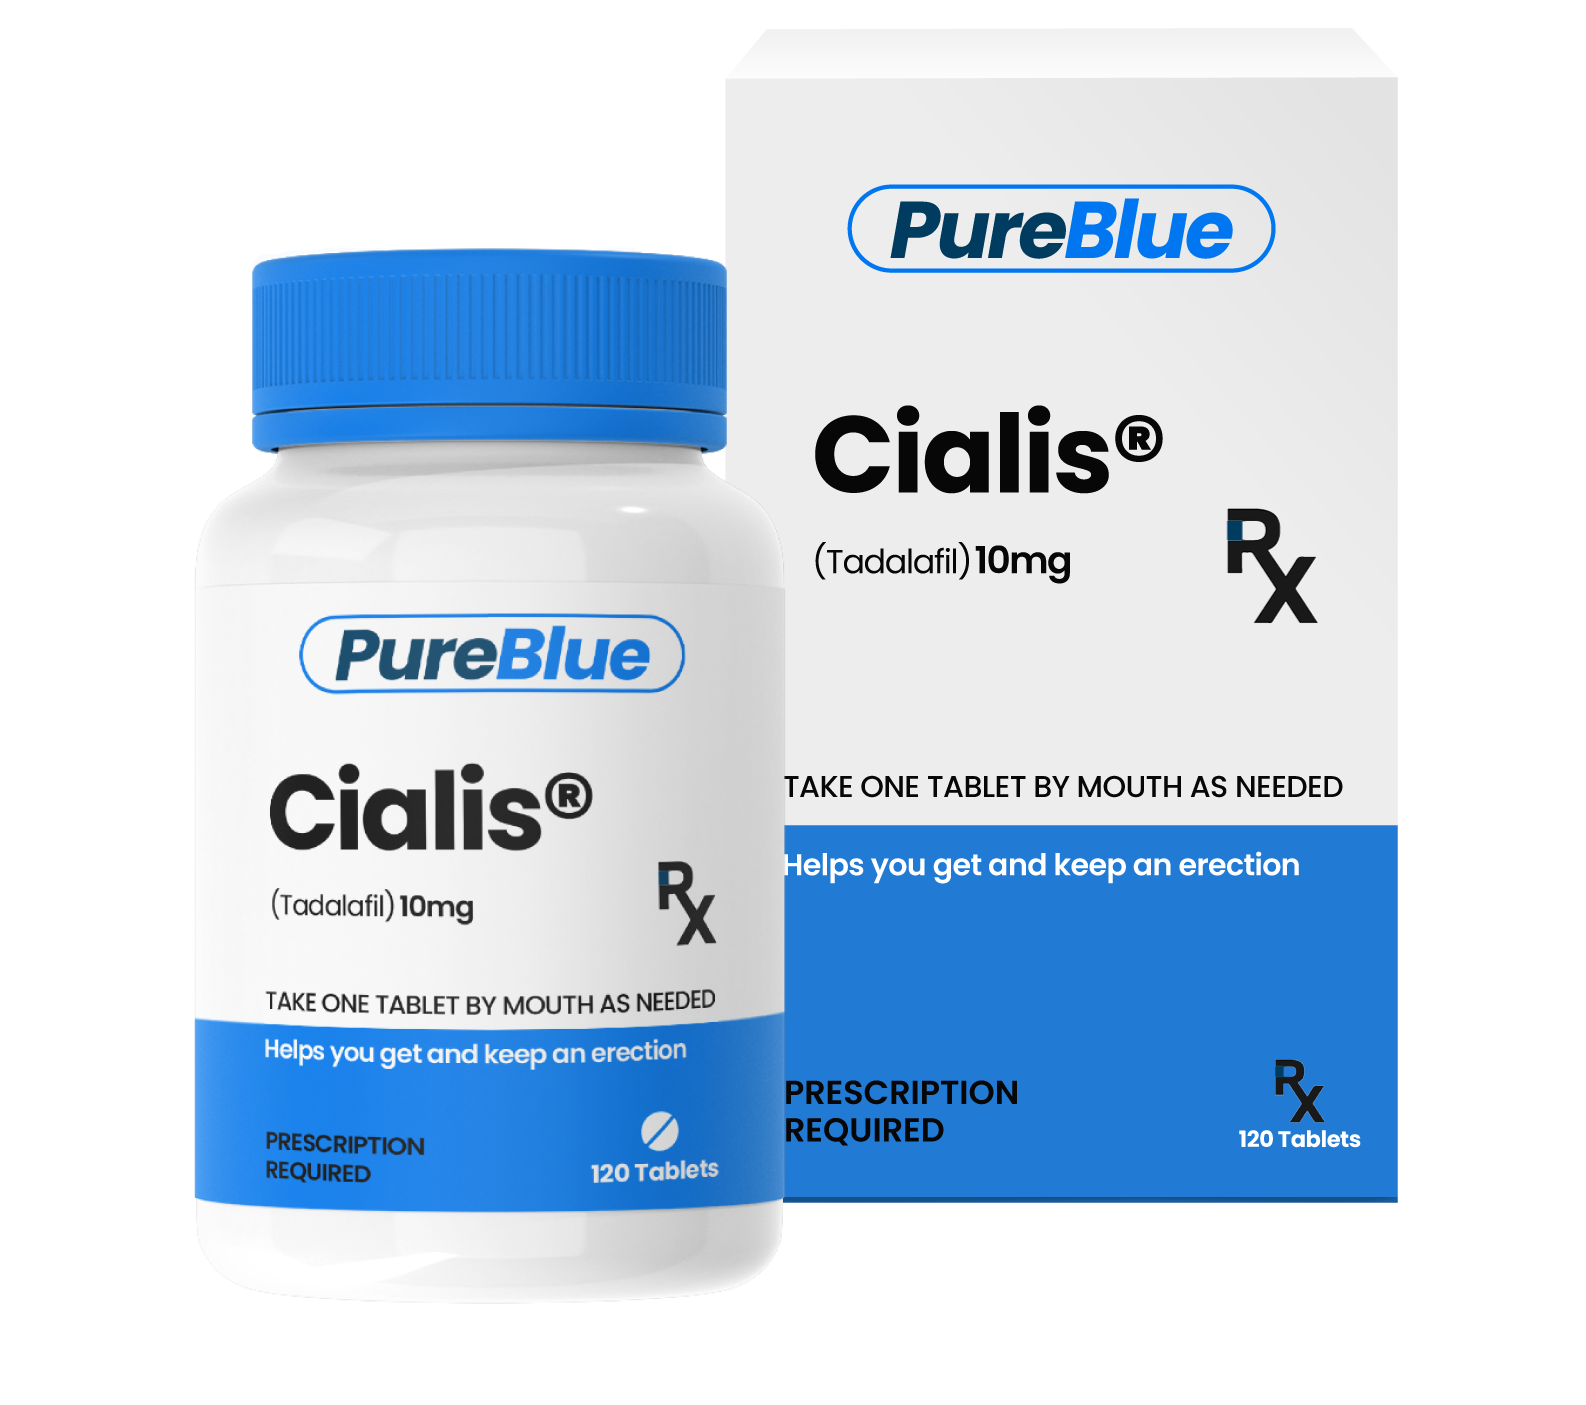 PureBlue
Cialis®
(Tadalafil) 10mg
Rx
TAKE ONE TABLET BY MOUTH AS NEEDED
Helps you get and keep an erection
PRESCRIPTION
REQUIRED
Rx
120 Tablets
PureBlue
Cialis®
(Tadalafil) 10mg
Rx
TAKE ONE TABLET BY MOUTH AS NEEDED
Helps you get and keep an erection
PRESCRIPTION
REQUIRED
120 Tablets